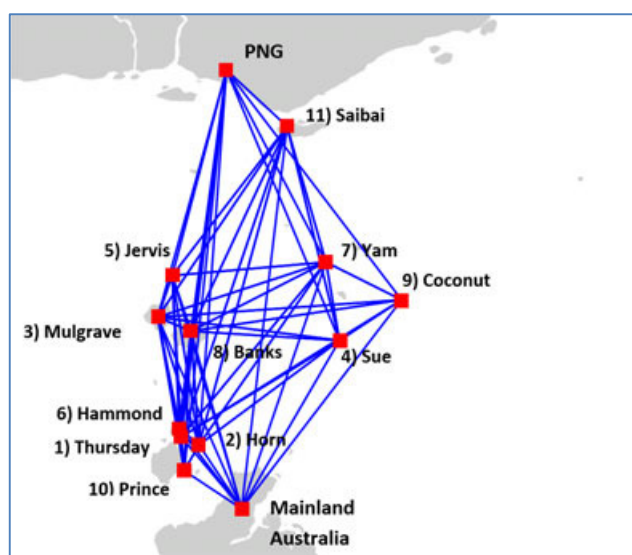 PNG
11) Saibai
5) Jervis
7) Yam
9) Coconut
3) Mulgrave
8) Banks
4) Sue
6) Hammond
2) Horn
1) Thursday
10) Prince
Mainland
Australia